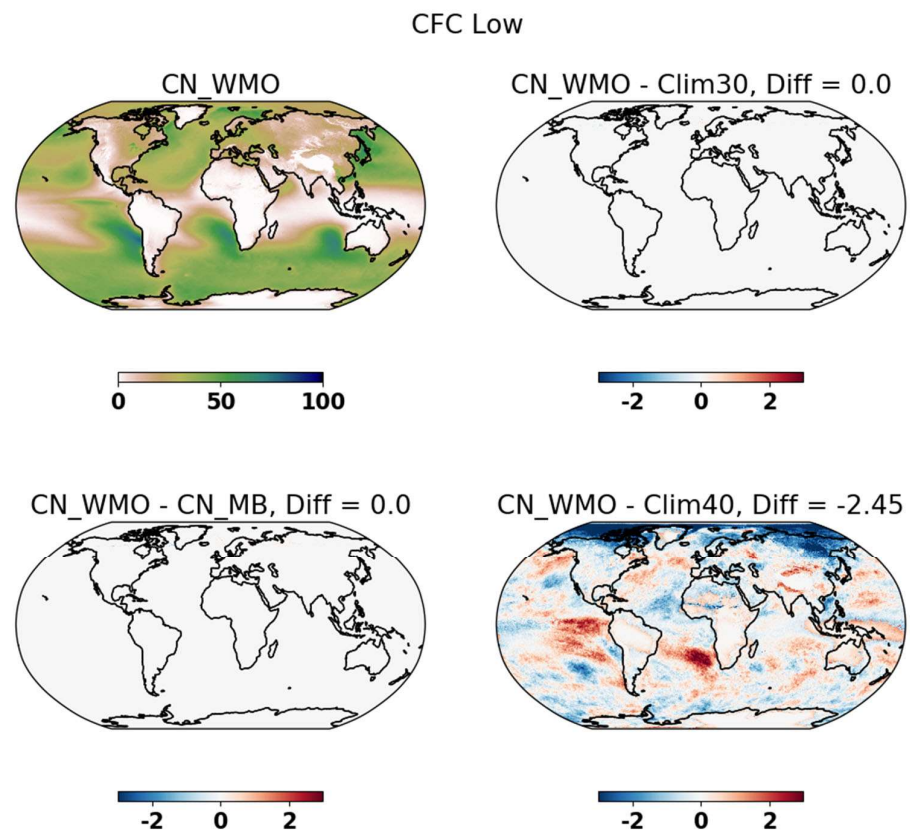 CFC Low
CN_WMO
CN_WMO - Clim30, Diff = 0.0
0 50 100
-2 0 2
CN_WMO - CN_MB, Diff = 0.0
CN_WMO - Clim40, Diff = -2.45
-2 0 2
-2 0 2